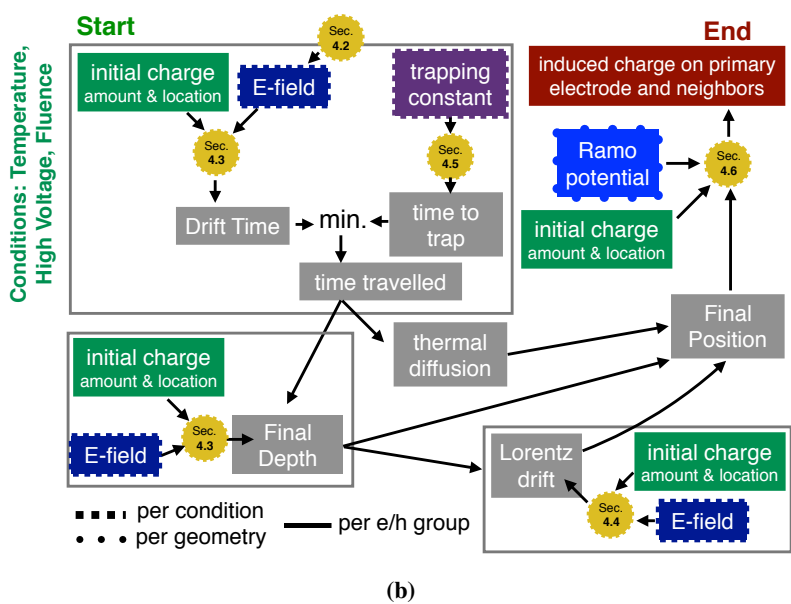 Start
End
Conditions: Temperature,
High Voltage, Fluence
Sec.
4.2
initial charge
amount & location
E-field
trapping
constant
induced charge on primary
electrode and neighbors
Sec.
4.3
Sec.
4.5
Ramo
potential
Sec.
4.6
Drift Time
min.
time to
trap
initial charge
amount & location
time travelled
thermal
diffusion
Final
Position
initial charge
amount & location
Sec.
4.3
Final
Depth
E-field
Lorentz
drift
initial charge
amount & location
Sec.
4.4
E-field
per condition
per geometry
per e/h group
(b)